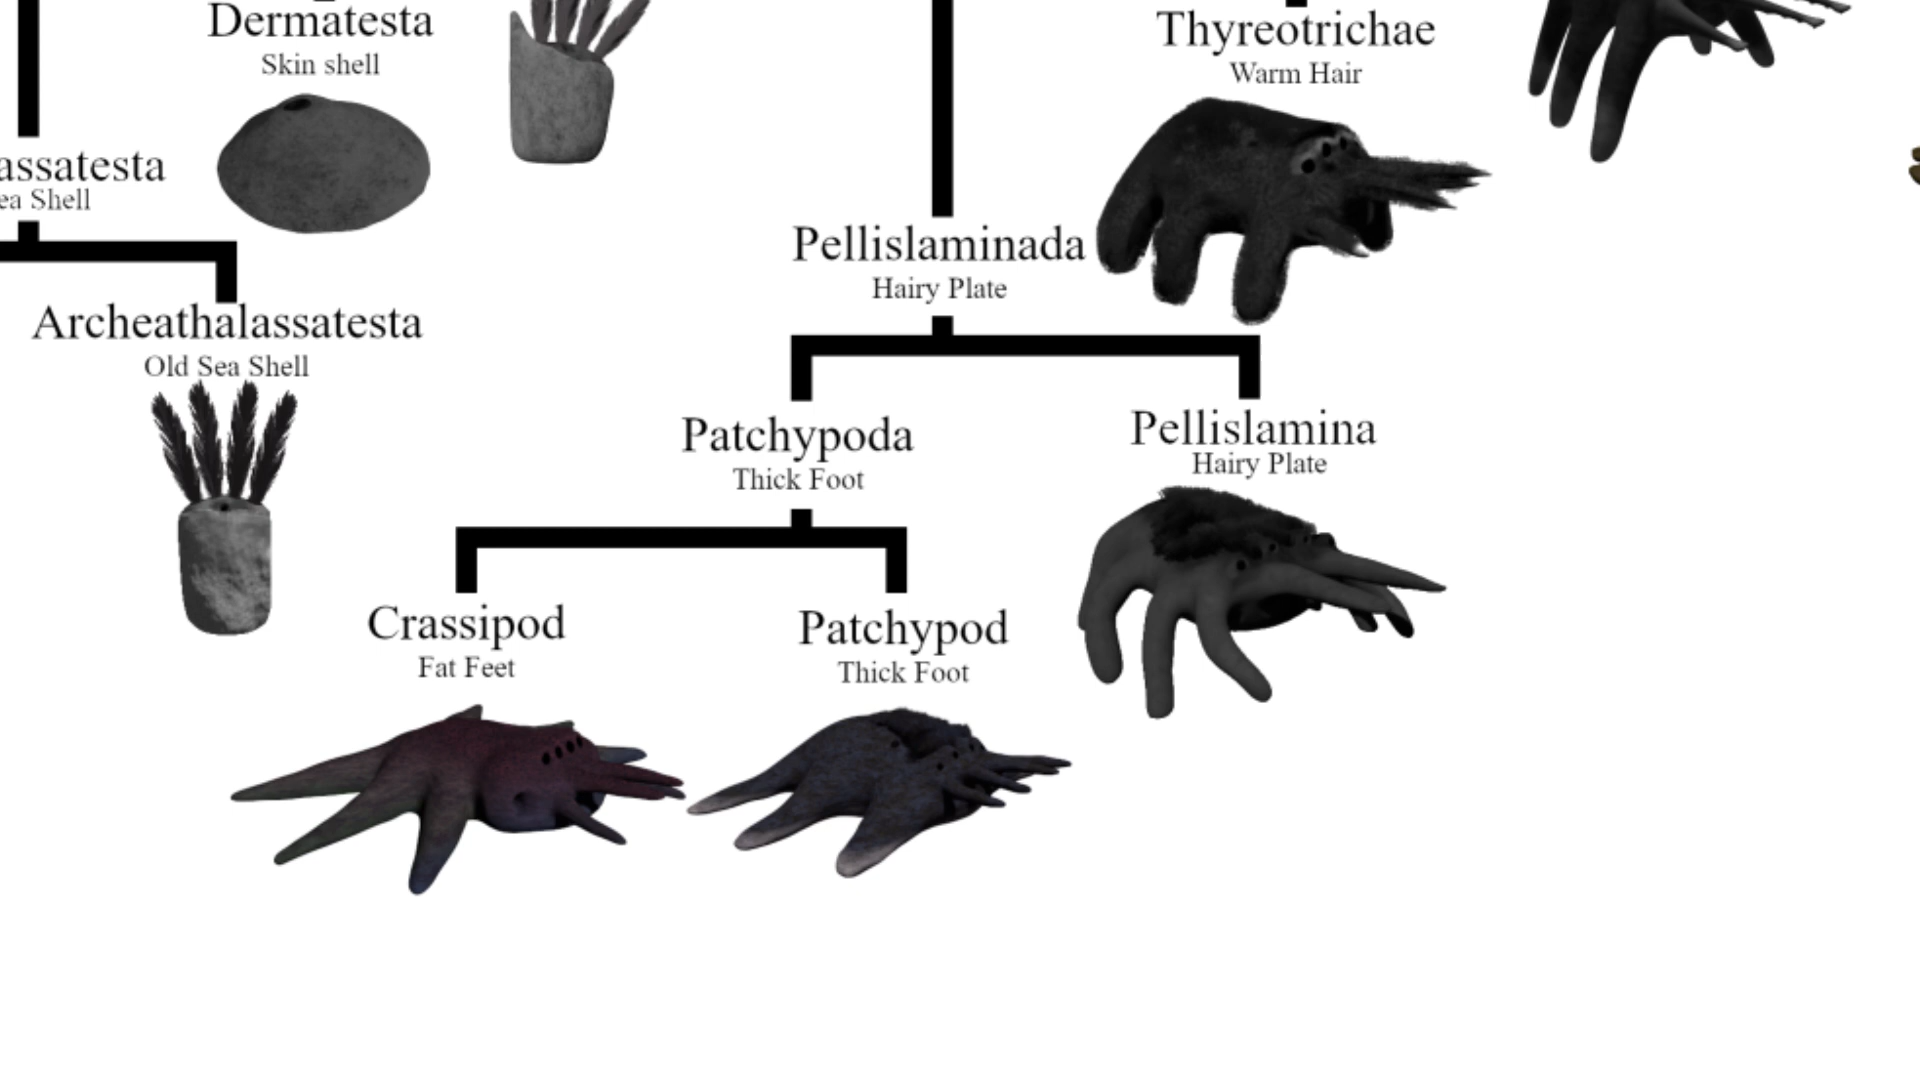 Dermatesta
Skin shell
Thyreotrichae
Warm Hair
assatesta
ea Shell
Pellislaminada
Hairy Plate
Archeathalassatesta
Old Sea Shell
Patchypoda
Thick Foot
Pellislamina
Hairy Plate
Crassipod
Fat Feet
Patchypod
Thick Foot